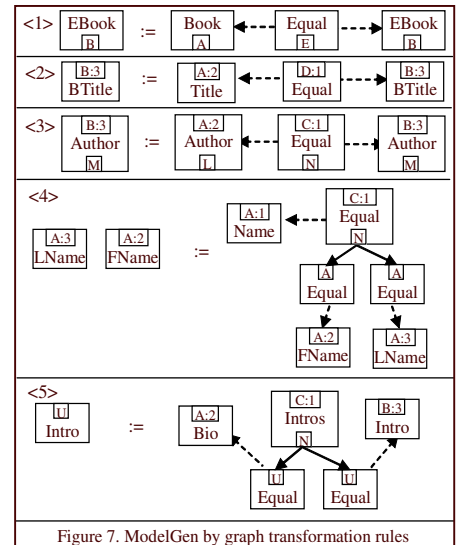 <1> EBook B := Book A Equal E EBook B
<2> B:3 BTitle := A:2 Title D:1 Equal B:3 BTitle
<3> B:3 Author M := A:2 Author L C:1 Equal N B:3 Author M
<4>
A:1 Name C:1 Equal N
A:3 LName A:2 FName :=
A Equal A Equal
A:2 FName A:3 LName
<5>
U Intro := A:2 Bio C:1 Intros N B:3 Intro
U Equal U Equal
Figure 7. ModelGen by graph transformation rules